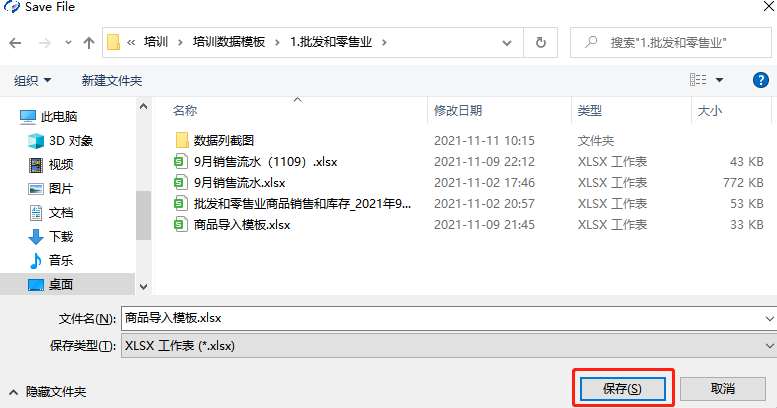 Save File
« 培训 › 培训数据模板 › 1.批发和零售业 ›
搜索"1.批发和零售业"
组织 新建文件夹
名称 修改日期 类型 大小
此电脑
3D 对象
视频
图片
文档
下载
音乐
桌面
数据列截图 2021-11-11 10:15 文件夹
9月销售流水（1109）.xlsx 2021-11-09 22:12 XLSX 工作表 43 KB
9月销售流水.xlsx 2021-11-02 17:46 XLSX 工作表 772 KB
批发和零售业商品销售和库存_2021年9... 2021-11-02 20:57 XLSX 工作表 53 KB
商品导入模板.xlsx 2021-11-09 21:45 XLSX 工作表 33 KB
文件名(N): 商品导入模板.xlsx
保存类型(T): XLSX 工作表 (*.xlsx)
隐藏文件夹 保存(S) 取消